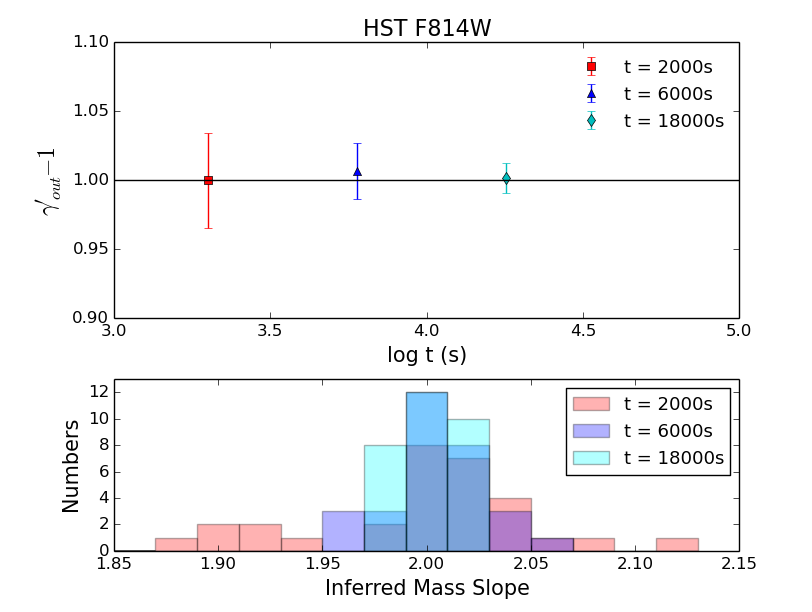 HST F814W
1.10
1.05
1.00
0.95
0.90
γ′out−1
t = 2000s
t = 6000s
t = 18000s
3.0 3.5 4.0 4.5 5.0
log t (s)
12
10
8
6
4
2
0
Numbers
t = 2000s
t = 6000s
t = 18000s
1.85 1.90 1.95 2.00 2.05 2.10 2.15
Inferred Mass Slope